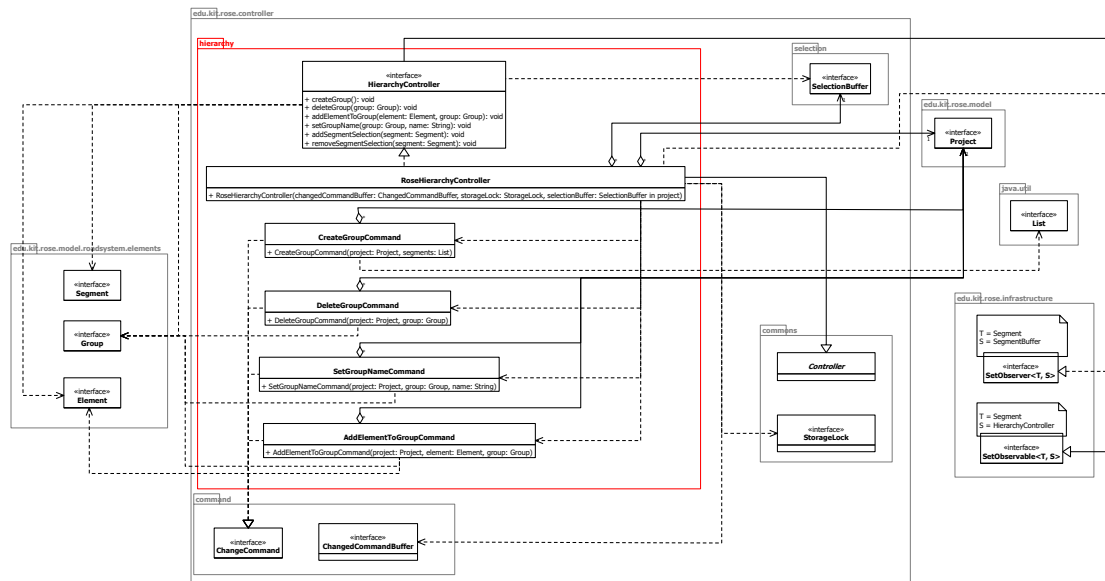 edu.kit.rose.controller
hierarchy
«interface»
HierarchyController
+ createGroup(): void
+ deleteGroup(group: Group): void
+ addElementToGroup(element: Element, group: Group): void
+ setGroupName(group: Group, name: String): void
+ addSegmentSelection(segment: Segment): void
+ removeSegmentSelection(segment: Segment): void
selection
«interface»
SelectionBuffer
edu.kit.rose.model
«interface»
Project
RoseHierarchyController
+ RoseHierarchyController(changedCommandBuffer: ChangedCommandBuffer, storageLock: StorageLock, selectionBuffer: SelectionBuffer in project)
java.util
«interface»
List
CreateGroupCommand
+ CreateGroupCommand(project: Project, segments: List)
edu.kit.rose.model.roadsystem.elements
«interface»
Segment
«interface»
Group
«interface»
Element
DeleteGroupCommand
+ DeleteGroupCommand(project: Project, group: Group)
SetGroupNameCommand
+ SetGroupNameCommand(project: Project, group: Group, name: String)
AddElementToGroupCommand
+ AddElementToGroupCommand(project: Project, element: Element, group: Group)
commons
Controller
«interface»
StorageLock
edu.kit.rose.infrastructure
T = Segment
S = SegmentBuffer
«interface»
SetObserver<T, S>
T = Segment
S = HierarchyController
«interface»
SetObservable<T, S>
command
«interface»
ChangeCommand
«interface»
ChangedCommandBuffer